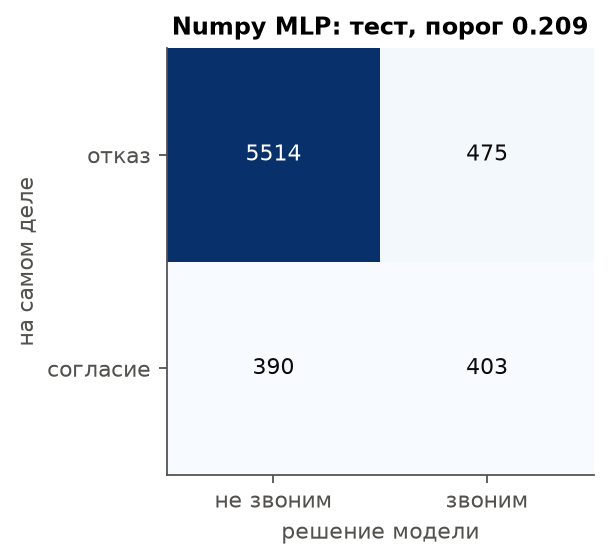 Numpy MLP: тест, порог 0.209
отказ
5514
475
на самом деле
согласие
390
403
не звоним
звоним
решение модели